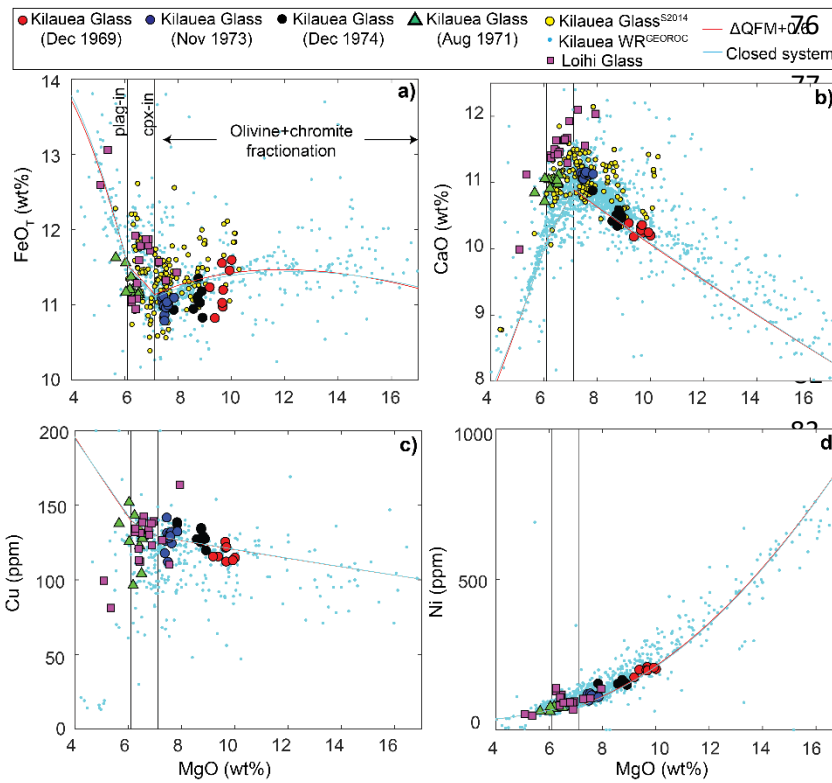 Kilauea Glass (Dec 1969)
Kilauea Glass (Nov 1973)
Kilauea Glass (Dec 1974)
Kilauea Glass (Aug 1971)
Kilauea Glass^S2014
Kilauea WR^GEOROC
Loihi Glass
ΔQFM+0.6
Closed system
76
77
a)
plag-in
cpx-in
Olivine+chromite
fractionation
14
13
12
11
10
FeO_T (wt%)
4 6 8 10 12 14 16
b)
12
11
10
9
8
CaO (wt%)
4 6 8 10 12 14 16
82
c)
200
150
100
50
0
Cu (ppm)
4 6 8 10 12 14 16
MgO (wt%)
d
1000
500
0
Ni (ppm)
4 6 8 10 12 14 16
MgO (wt%)